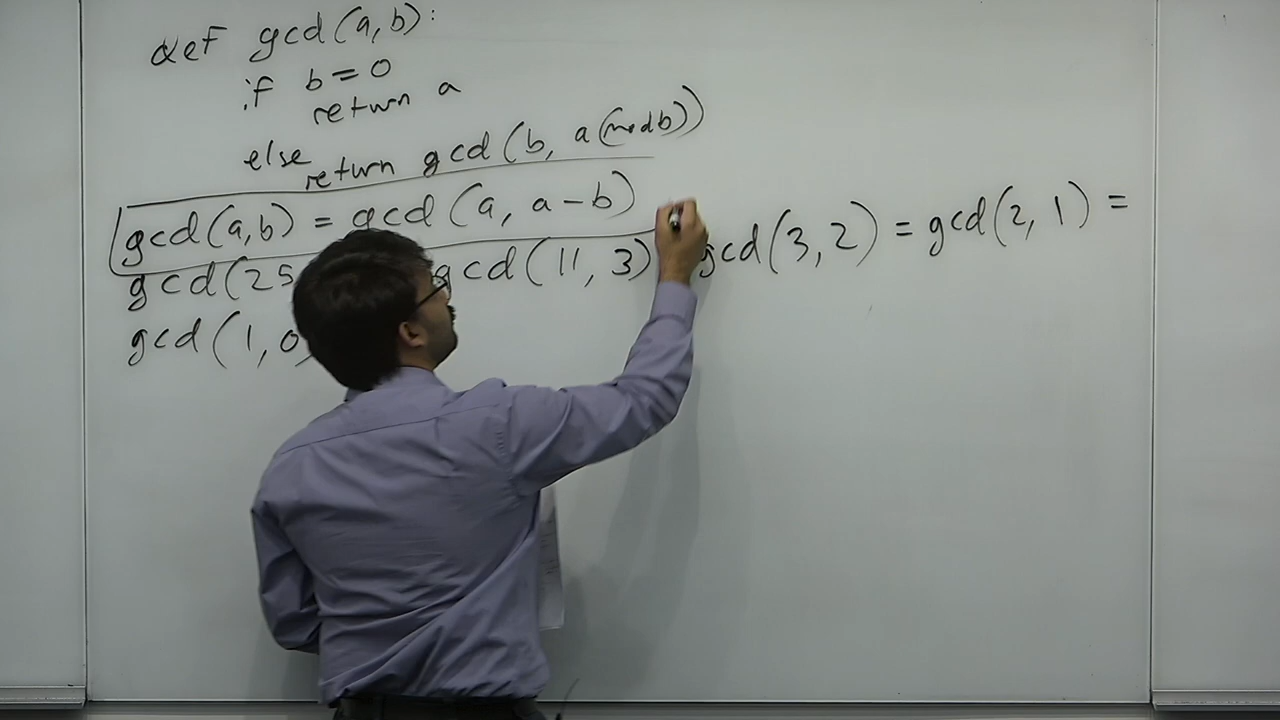 def gcd(a,b):
if b=0
return a
else return gcd(b, a(mod b))
gcd(a,b) = gcd(a, a-b)
gcd(25 gcd(11,3) gcd(3,2) = gcd(2,1) =
gcd(1,0